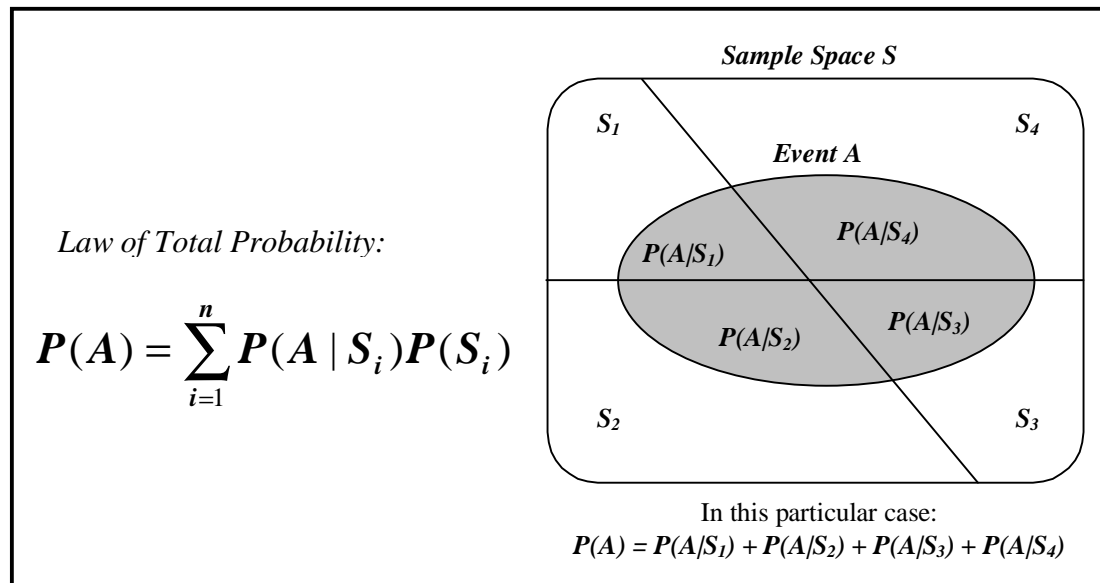 Law of Total Probability:
P(A) = \sum_{i=1}^{n} P(A | S_i)P(S_i)
Sample Space S
S₁
S₄
Event A
P(A/S₄)
P(A/S₁)
P(A/S₃)
P(A/S₂)
S₂
S₃
In this particular case:
P(A) = P(A/S₁) + P(A/S₂) + P(A/S₃) + P(A/S₄)